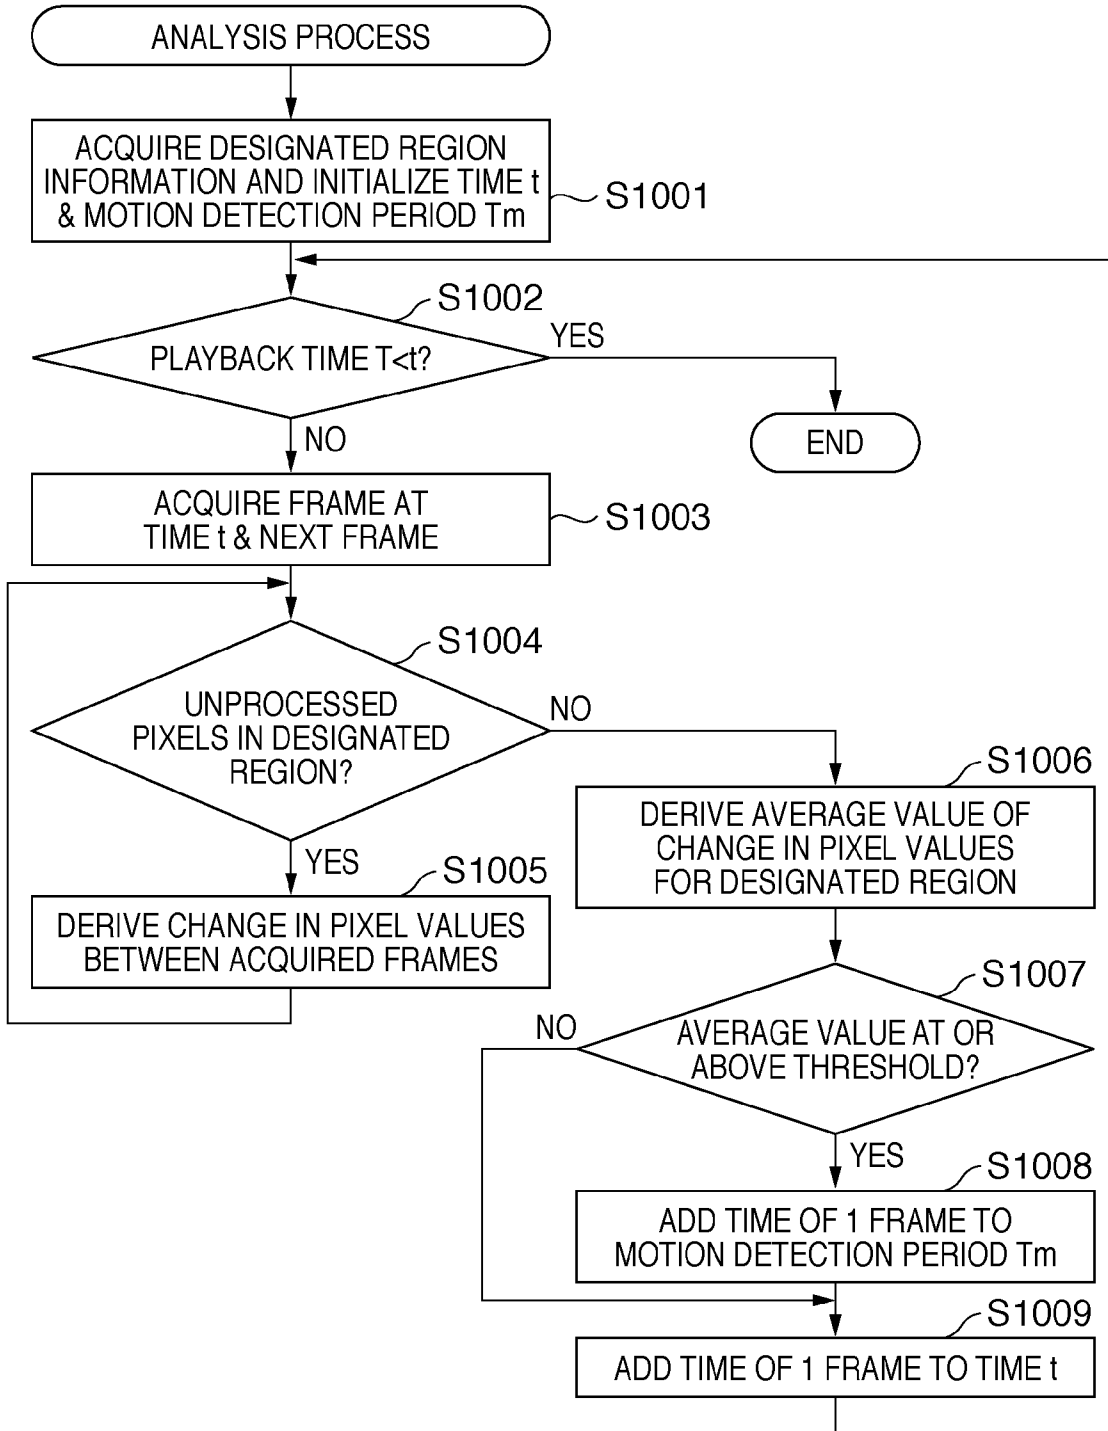 ANALYSIS PROCESS
ACQUIRE DESIGNATED REGION
INFORMATION AND INITIALIZE TIME t
& MOTION DETECTION PERIOD Tm
S1001
S1002
PLAYBACK TIME T<t?
YES
END
NO
ACQUIRE FRAME AT
TIME t & NEXT FRAME
S1003
S1004
UNPROCESSED
PIXELS IN DESIGNATED
REGION?
NO
YES
S1005
DERIVE CHANGE IN PIXEL VALUES
BETWEEN ACQUIRED FRAMES
S1006
DERIVE AVERAGE VALUE OF
CHANGE IN PIXEL VALUES
FOR DESIGNATED REGION
S1007
AVERAGE VALUE AT OR
ABOVE THRESHOLD?
NO
YES
S1008
ADD TIME OF 1 FRAME TO
MOTION DETECTION PERIOD Tm
S1009
ADD TIME OF 1 FRAME TO TIME t